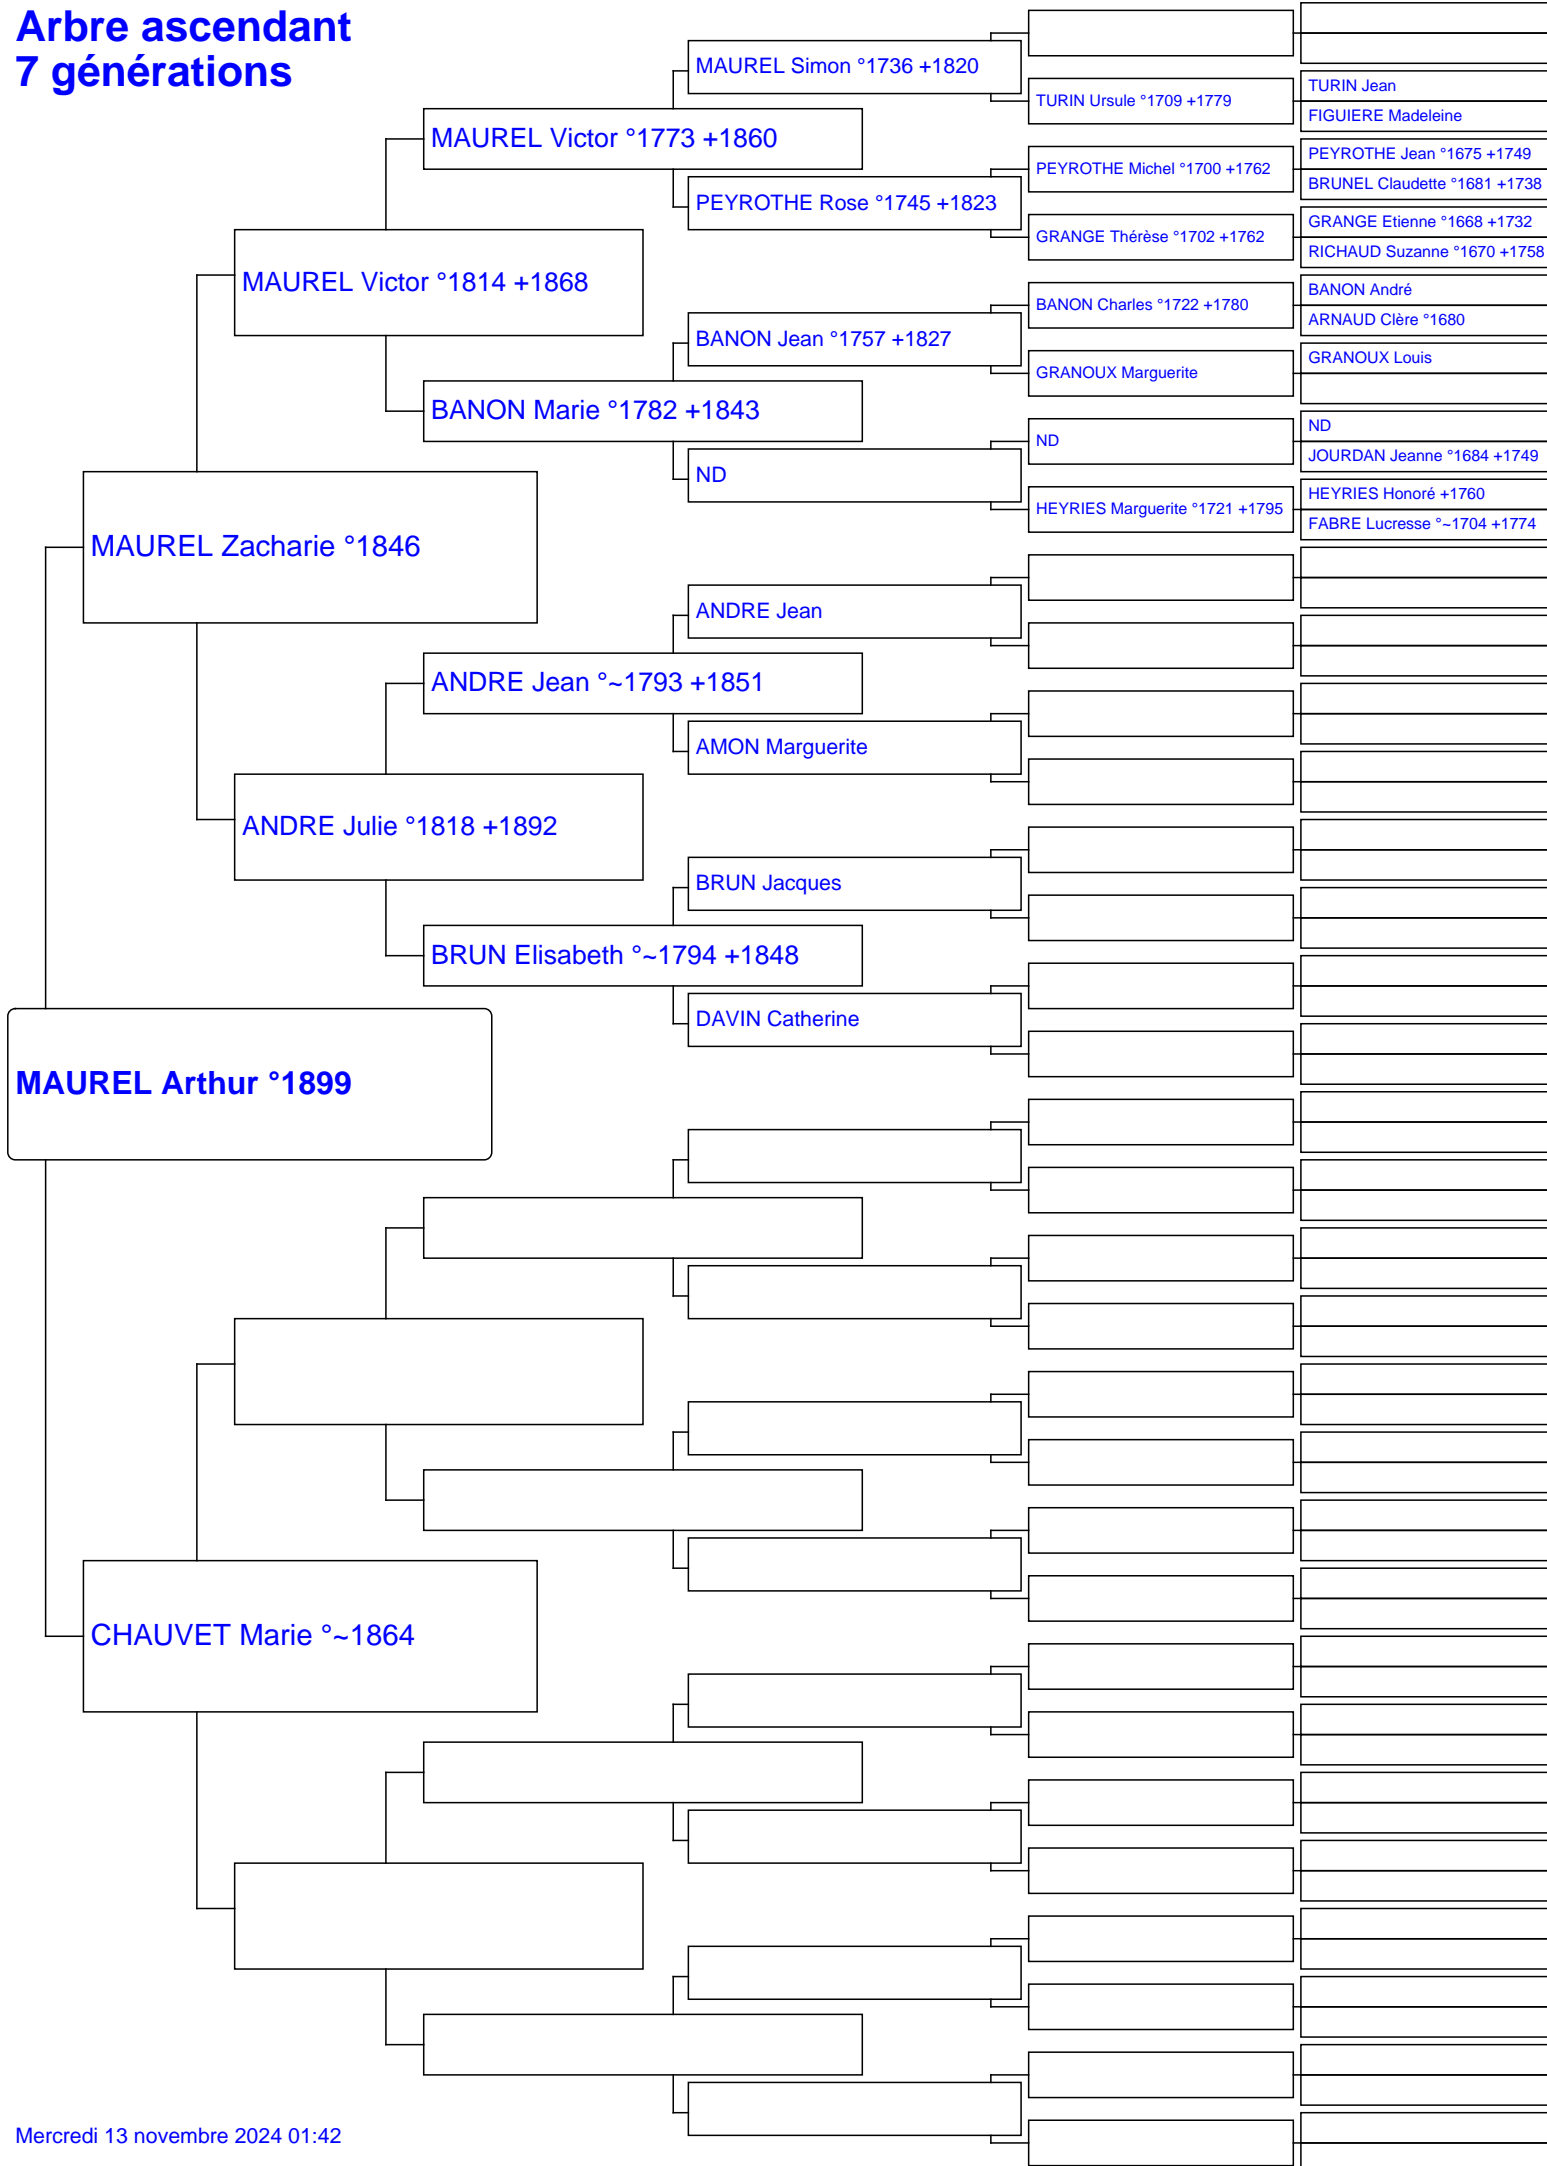 Arbre ascendant
7 générations
MAUREL Simon °1736 +1820
TURIN Ursule °1709 +1779
TURIN Jean
FIGUIERE Madeleine
MAUREL Victor °1773 +1860
PEYROTHE Michel °1700 +1762
PEYROTHE Jean °1675 +1749
BRUNEL Claudette °1681 +1738
PEYROTHE Rose °1745 +1823
GRANGE Thérèse °1702 +1762
GRANGE Etienne °1668 +1732
RICHAUD Suzanne °1670 +1758
MAUREL Victor °1814 +1868
BANON Charles °1722 +1780
BANON André
ARNAUD Clère °1680
BANON Jean °1757 +1827
GRANOUX Marguerite
GRANOUX Louis
BANON Marie °1782 +1843
ND
ND
JOURDAN Jeanne °1684 +1749
ND
HEYRIES Marguerite °1721 +1795
HEYRIES Honoré +1760
FABRE Lucresse °~1704 +1774
MAUREL Zacharie °1846
ANDRE Jean
ANDRE Jean °~1793 +1851
AMON Marguerite
ANDRE Julie °1818 +1892
BRUN Jacques
BRUN Elisabeth °~1794 +1848
DAVIN Catherine
MAUREL Arthur °1899
CHAUVET Marie °~1864
Mercredi 13 novembre 2024 01:42